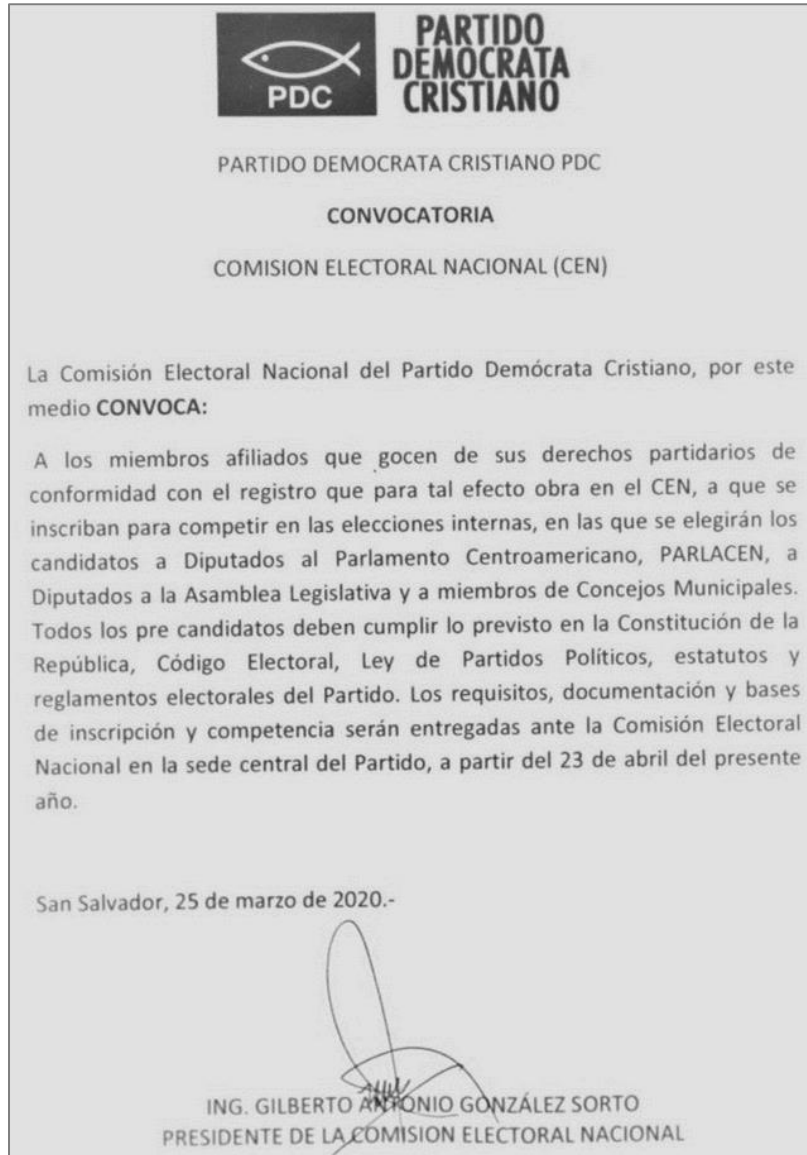 PDC
PARTIDO
DEMOCRATA
CRISTIANO
PARTIDO DEMOCRATA CRISTIANO PDC
CONVOCATORIA
COMISION ELECTORAL NACIONAL (CEN)
La Comisión Electoral Nacional del Partido Demócrata Cristiano, por este
medio CONVOCA:
A los miembros afiliados que gocen de sus derechos partidarios de
conformidad con el registro que para tal efecto obra en el CEN, a que se
inscriban para competir en las elecciones internas, en las que se elegirán los
candidatos a Diputados al Parlamento Centroamericano, PARLACEN, a
Diputados a la Asamblea Legislativa y a miembros de Concejos Municipales.
Todos los pre candidatos deben cumplir lo previsto en la Constitución de la
República, Código Electoral, Ley de Partidos Políticos, estatutos y
reglamentos electorales del Partido. Los requisitos, documentación y bases
de inscripción y competencia serán entregadas ante la Comisión Electoral
Nacional en la sede central del Partido, a partir del 23 de abril del presente
año.
San Salvador, 25 de marzo de 2020.-
ING. GILBERTO ANTONIO GONZÁLEZ SORTO
PRESIDENTE DE LA COMISION ELECTORAL NACIONAL